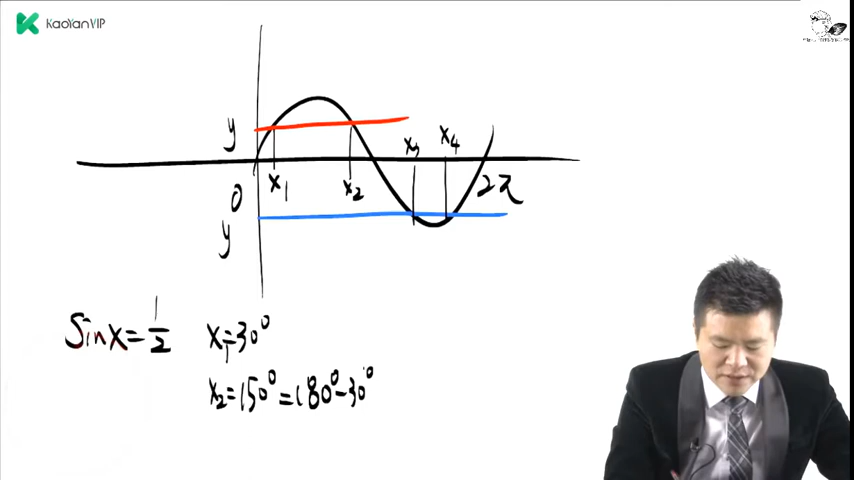 KaoYanVIP
y
x₃ x₄
0 x₁ x₂ 2π
y
Sinx=1/2 x₁=30°
x₂=150°=180°-30°